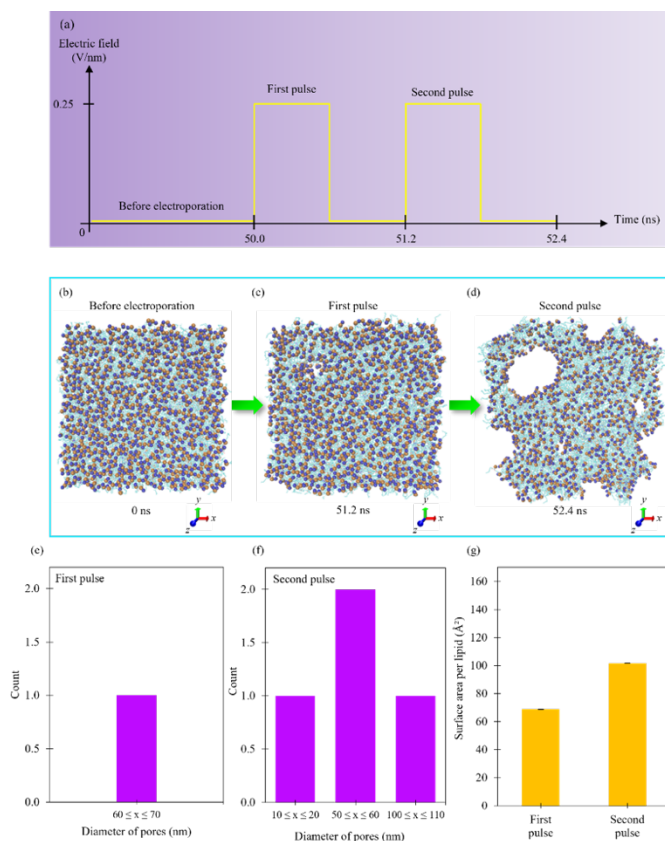 (a)
Electric field
(V/nm)
First pulse
Second pulse
0.25
Before electroporation
Time (ns)
0
50.0
51.2
52.4
(b)
Before electroporation
(c)
First pulse
(d)
Second pulse
0 ns
y
x
z
51.2 ns
y
x
z
52.4 ns
y
x
z
(e)
(f)
(g)
First pulse
2.0
1.5
1.0
0.5
0.0
Count
60 ≤ x ≤ 70
Diameter of pores (nm)
Second pulse
2.0
1.5
1.0
0.5
0.0
Count
10 ≤ x ≤ 20
50 ≤ x ≤ 60
100 ≤ x ≤ 110
Diameter of pores (nm)
160
140
120
100
80
60
40
20
0
Surface area per lipid (Å²)
First
pulse
Second
pulse